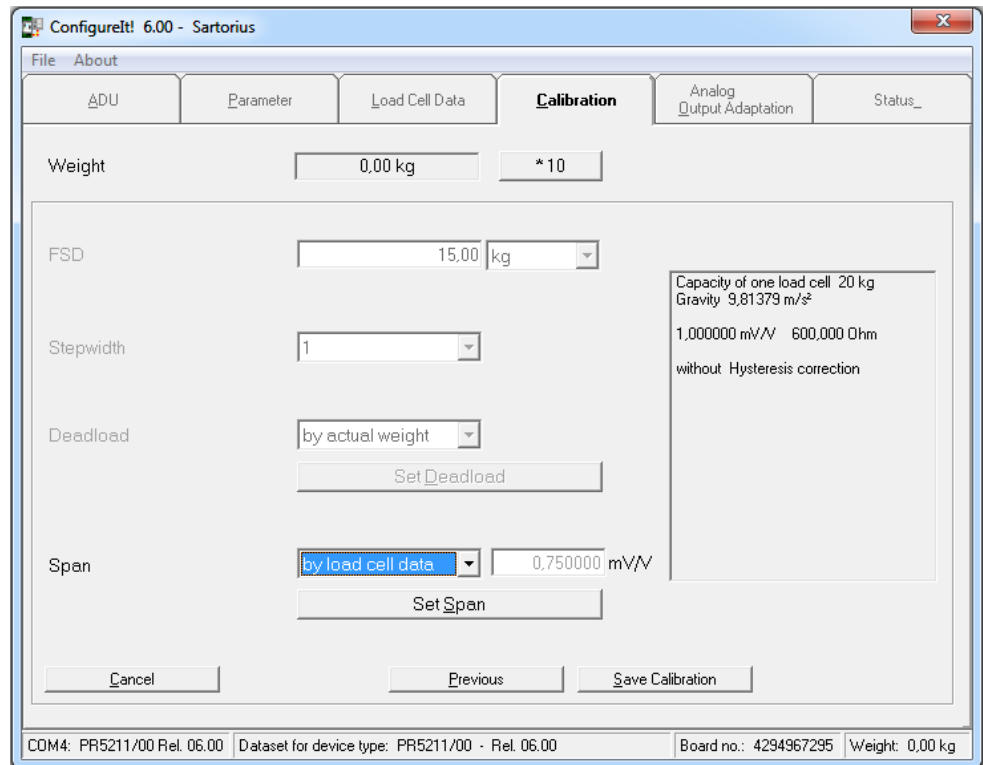 ConfigureIt! 6.00 - Sartorius
File About
ADU Parameter Load Cell Data Calibration Analog Output Adaptation Status_
Weight 0,00 kg *10
FSD 15,00 kg
Capacity of one load cell 20 kg
Gravity 9,81379 m/s²
1,000000 mV/V 600,000 Ohm
without Hysteresis correction
Stepwidth 1
Deadload by actual weight
Set Deadload
Span by load cell data 0,750000 mV/V
Set Span
Cancel Previous Save Calibration
COM4: PR5211/00 Rel. 06.00 Dataset for device type: PR5211/00 - Rel. 06.00 Board no.: 4294967295 Weight: 0,00 kg